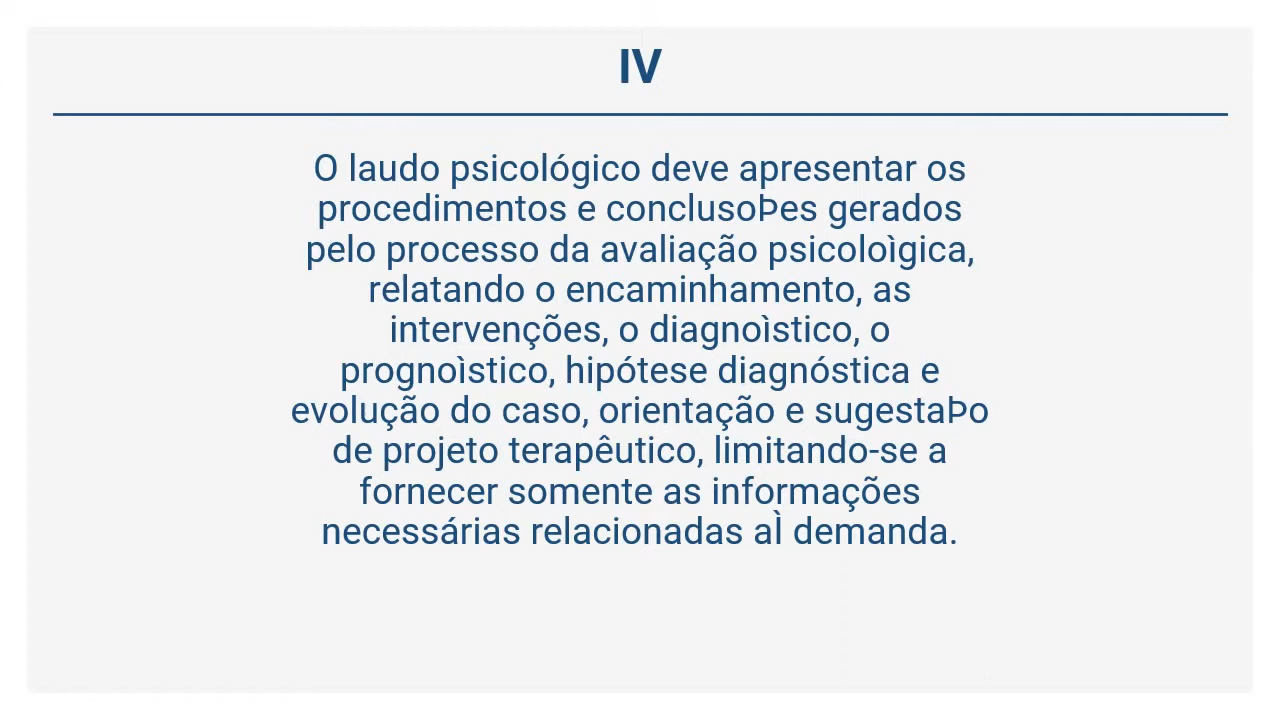 IV
O laudo psicológico deve apresentar os
procedimentos e conclusoÞes gerados
pelo processo da avaliação psicoloìgica,
relatando o encaminhamento, as
intervenções, o diagnoìstico, o
prognoìstico, hipótese diagnóstica e
evolução do caso, orientação e sugestaÞo
de projeto terapêutico, limitando-se a
fornecer somente as informações
necessárias relacionadas aÌ demanda.